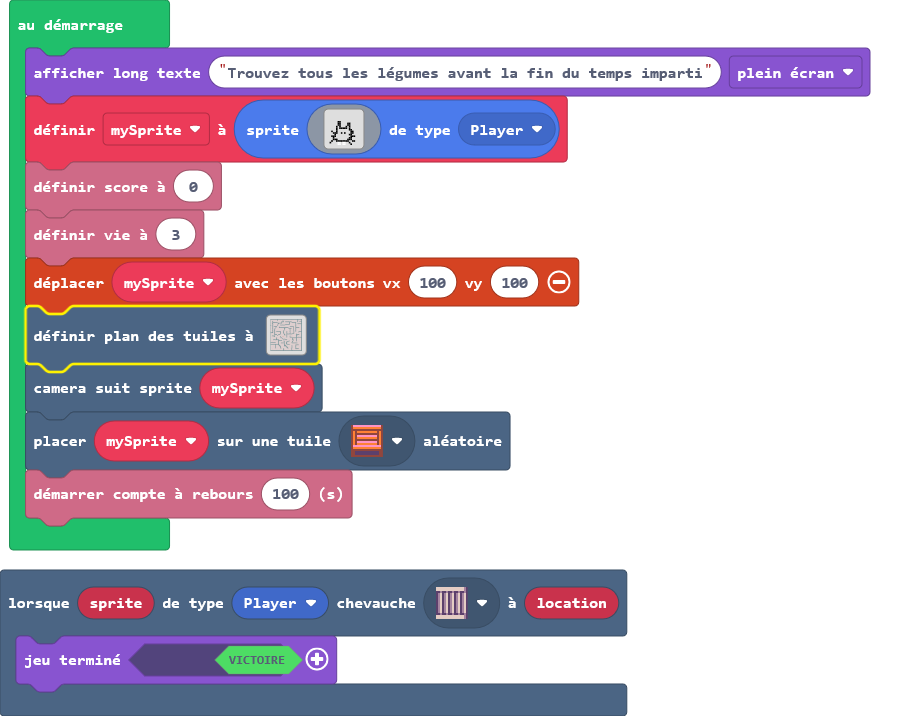 au démarrage
afficher long texte "Trouvez tous les légumes avant la fin du temps imparti" plein écran
définir mySprite à sprite de type Player
définir score à 0
définir vie à 3
déplacer mySprite avec les boutons vx 100 vy 100
définir plan des tuiles à
camera suit sprite mySprite
placer mySprite sur une tuile aléatoire
démarrer compte à rebours 100 (s)
lorsque sprite de type Player chevauche à location
jeu terminé VICTOIRE